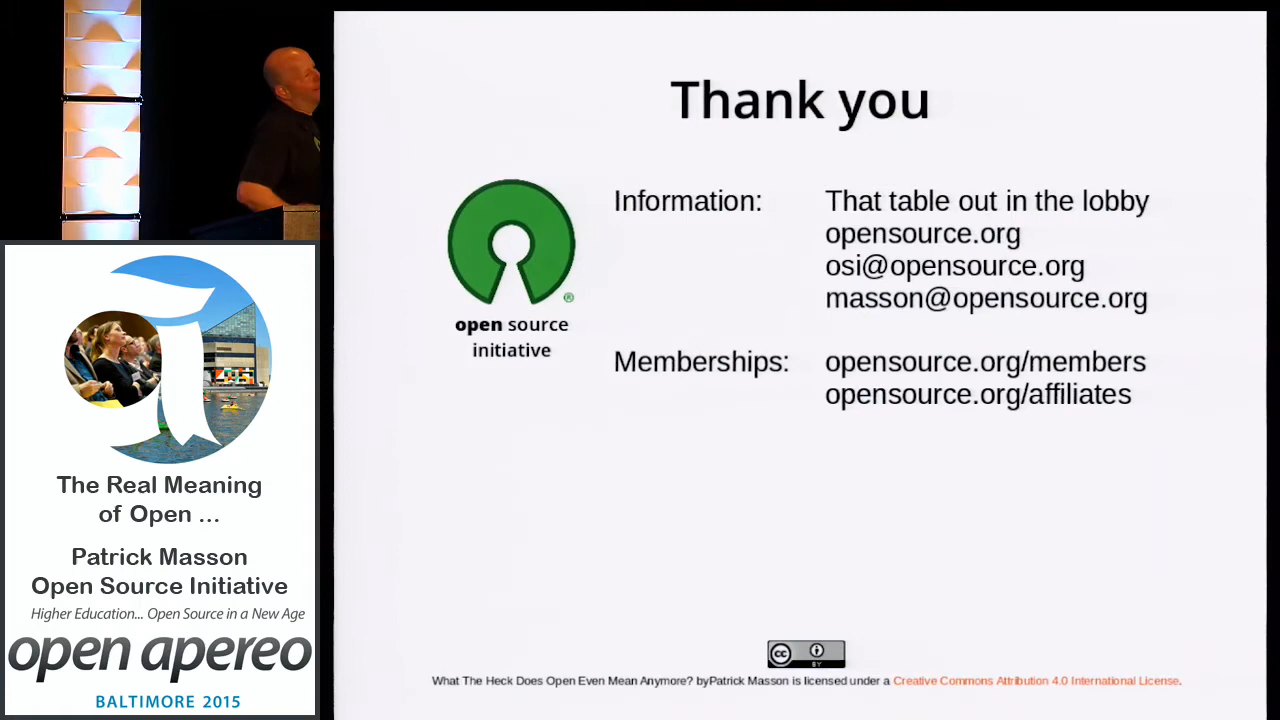 Thank you
Information: That table out in the lobby
opensource.org
osi@opensource.org
masson@opensource.org
Memberships: opensource.org/members
opensource.org/affiliates
®
open source
initiative
cc BY
What The Heck Does Open Even Mean Anymore? byPatrick Masson is licensed under a Creative Commons Attribution 4.0 International License.
The Real Meaning
of Open ...
Patrick Masson
Open Source Initiative
Higher Education... Open Source in a New Age
open apereo
BALTIMORE 2015